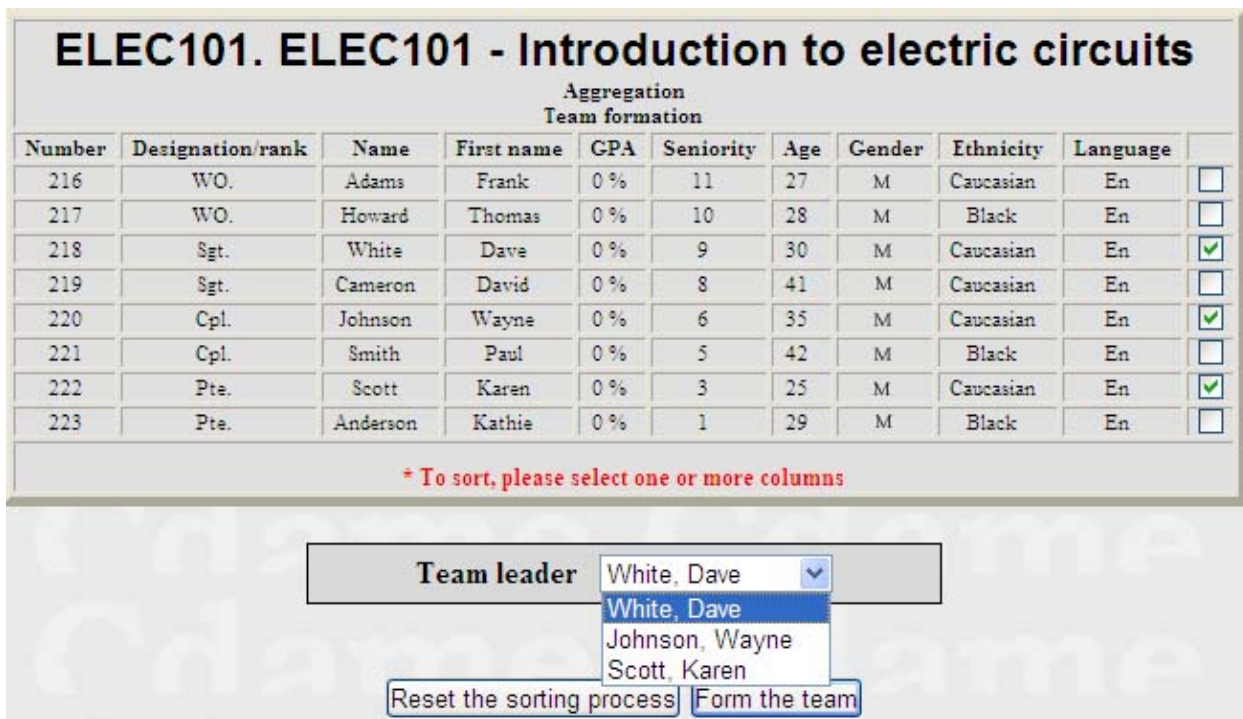 ELEC101. ELEC101 - Introduction to electric circuits
Aggregation
Team formation
Number Designation/rank Name First name GPA Seniority Age Gender Ethnicity Language
216 WO. Adams Frank 0 % 11 27 M Caucasian En
217 WO. Howard Thomas 0 % 10 28 M Black En
218 Sgt. White Dave 0 % 9 30 M Caucasian En
219 Sgt. Cameron David 0 % 8 41 M Caucasian En
220 Cpl. Johnson Wayne 0 % 6 35 M Caucasian En
221 Cpl. Smith Paul 0 % 5 42 M Black En
222 Pte. Scott Karen 0 % 3 25 M Caucasian En
223 Pte. Anderson Kathie 0 % 1 29 M Black En
* To sort, please select one or more columns
Cdame Cdame
Team leader White, Dave
White, Dave
Johnson, Wayne
Scott, Karen
Reset the sorting process Form the team